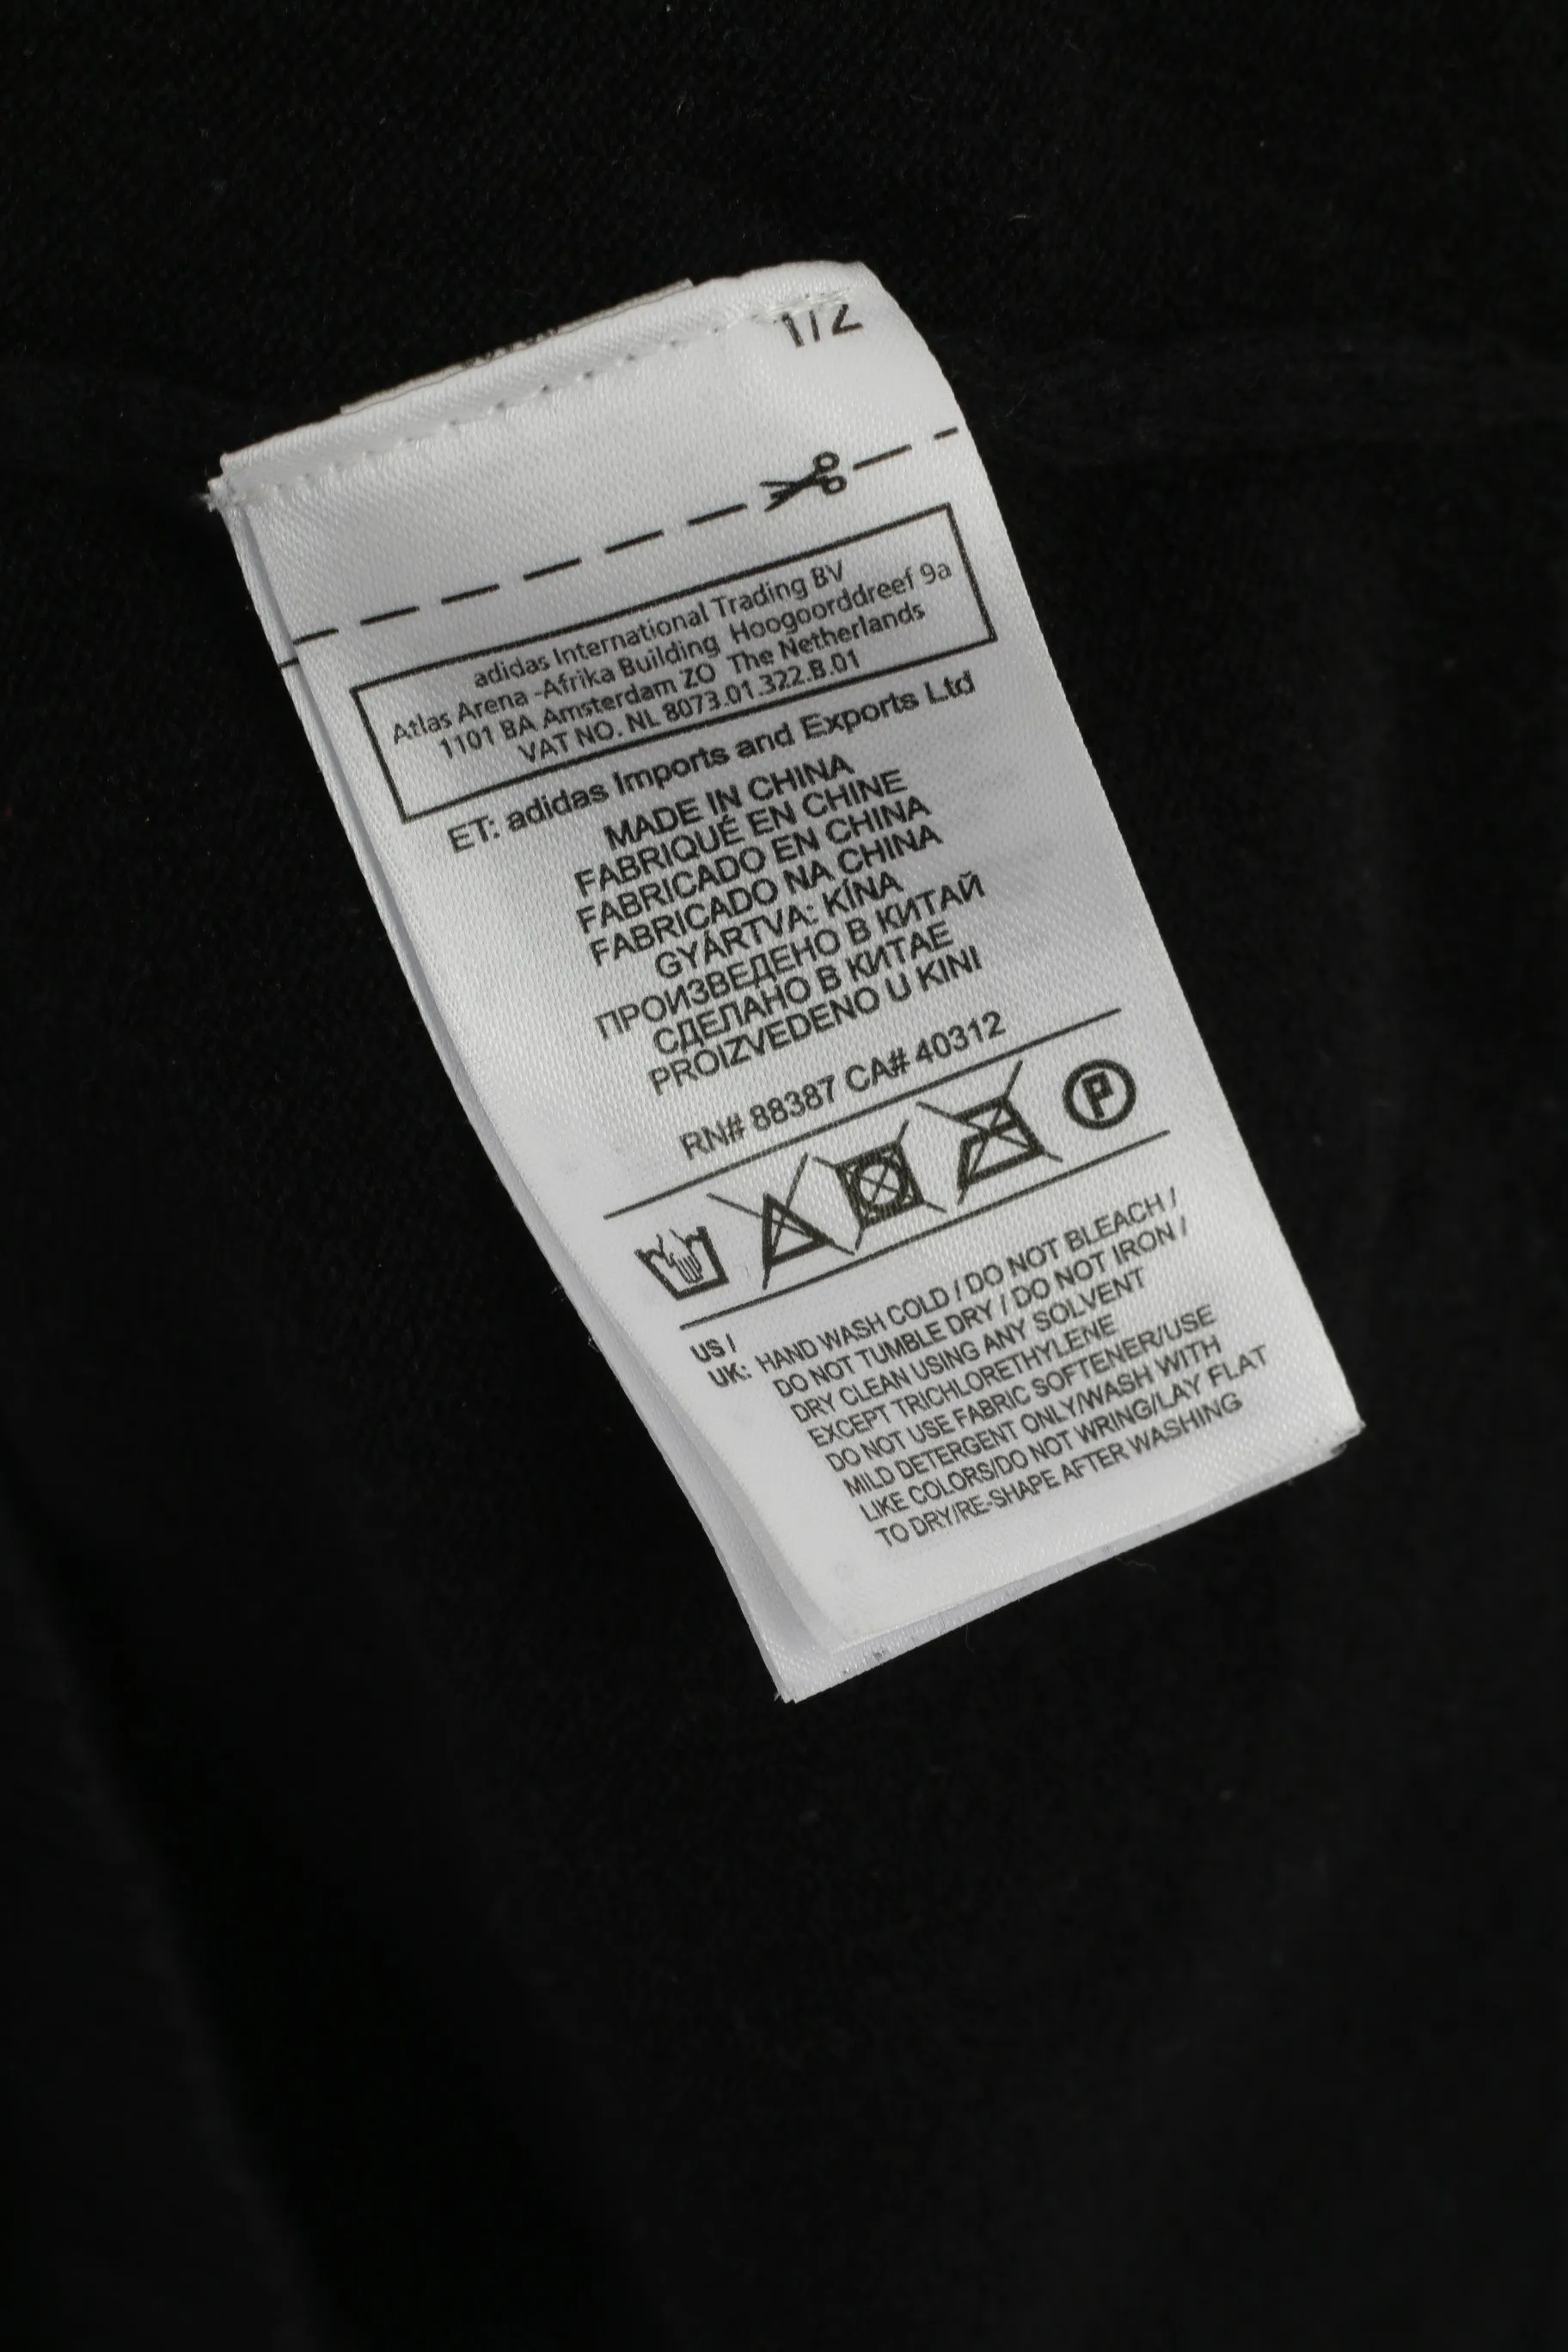 1/2
adidas International Trading BV
Atlas Arena -Afrika Building Hoogoorddreef 9a
1101 BA Amsterdam ZO The Netherlands
VAT NO. NL 8073.01.322.B.01
ET: adidas Imports and Exports Ltd
MADE IN CHINA
FABRIQUÉ EN CHINE
FABRICADO EN CHINA
FABRICADO NA CHINA
GYÁRTVA: KÍNA
ПРОИЗВЕДЕНО В КИТАЙ
СДЕЛАНО В КИТАЕ
PROIZVEDENO U KINI
RN# 88387 CA# 40312
P
US / UK: HAND WASH COLD / DO NOT BLEACH /
DO NOT TUMBLE DRY / DO NOT IRON /
DRY CLEAN USING ANY SOLVENT
EXCEPT TRICHLORETHYLENE
DO NOT USE FABRIC SOFTENER/USE
MILD DETERGENT ONLY/WASH WITH
LIKE COLORS/DO NOT WRING/LAY FLAT
TO DRY/RE-SHAPE AFTER WASHING